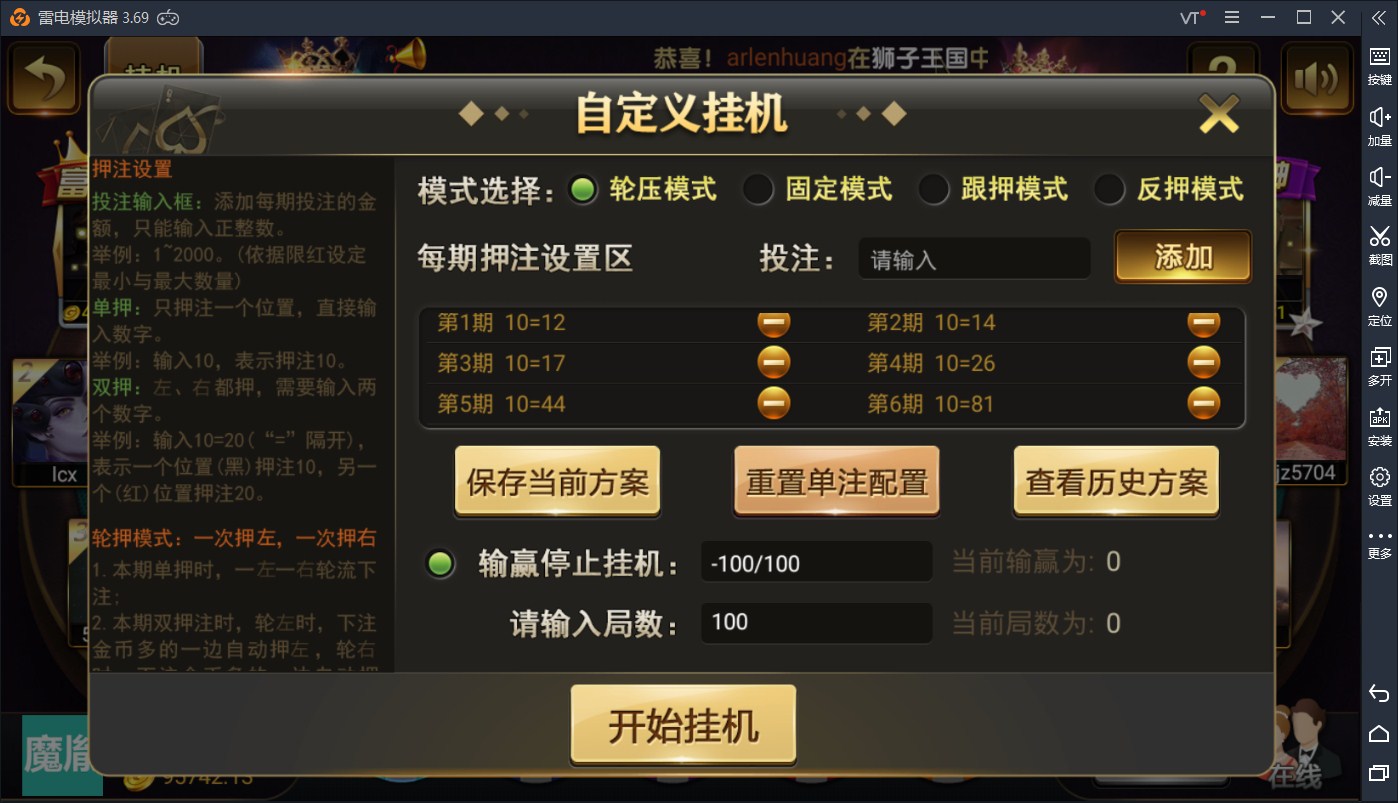 雷电模拟器 3.69
VT
恭喜！arlenhuang在狮子王国中
挂机
自定义挂机
押注设置
投注输入框：添加每期投注的金
额，只能输入正整数。
举例：1~2000。(依据限红设定
最小与最大数量)
单押：只押注一个位置，直接输
入数字。
举例：输入10，表示押注10。
双押：左、右都押，需要输入两
个数字。
举例：输入10=20(“=”隔开)，
表示一个位置(黑)押注10，另一
个(红)位置押注20。
轮押模式：一次押左，一次押右
1. 本期单押时，一左一右轮流下
注；
2. 本期双押注时，轮左时，下注
金币多的一边自动押左，轮右
模式选择：
轮压模式
固定模式
跟押模式
反押模式
每期押注设置区
投注：
请输入
添加
第1期 10=12
第2期 10=14
第3期 10=17
第4期 10=26
第5期 10=44
第6期 10=81
保存当前方案
重置单注配置
查看历史方案
输赢停止挂机：
-100/100
当前输赢为: 0
请输入局数：
100
当前局数为: 0
开始挂机
富
2
lcx
3
1
jz5704
魔胤
在线
按键
加量
减量
截图
定位
多开
APK
安装
设置
更多